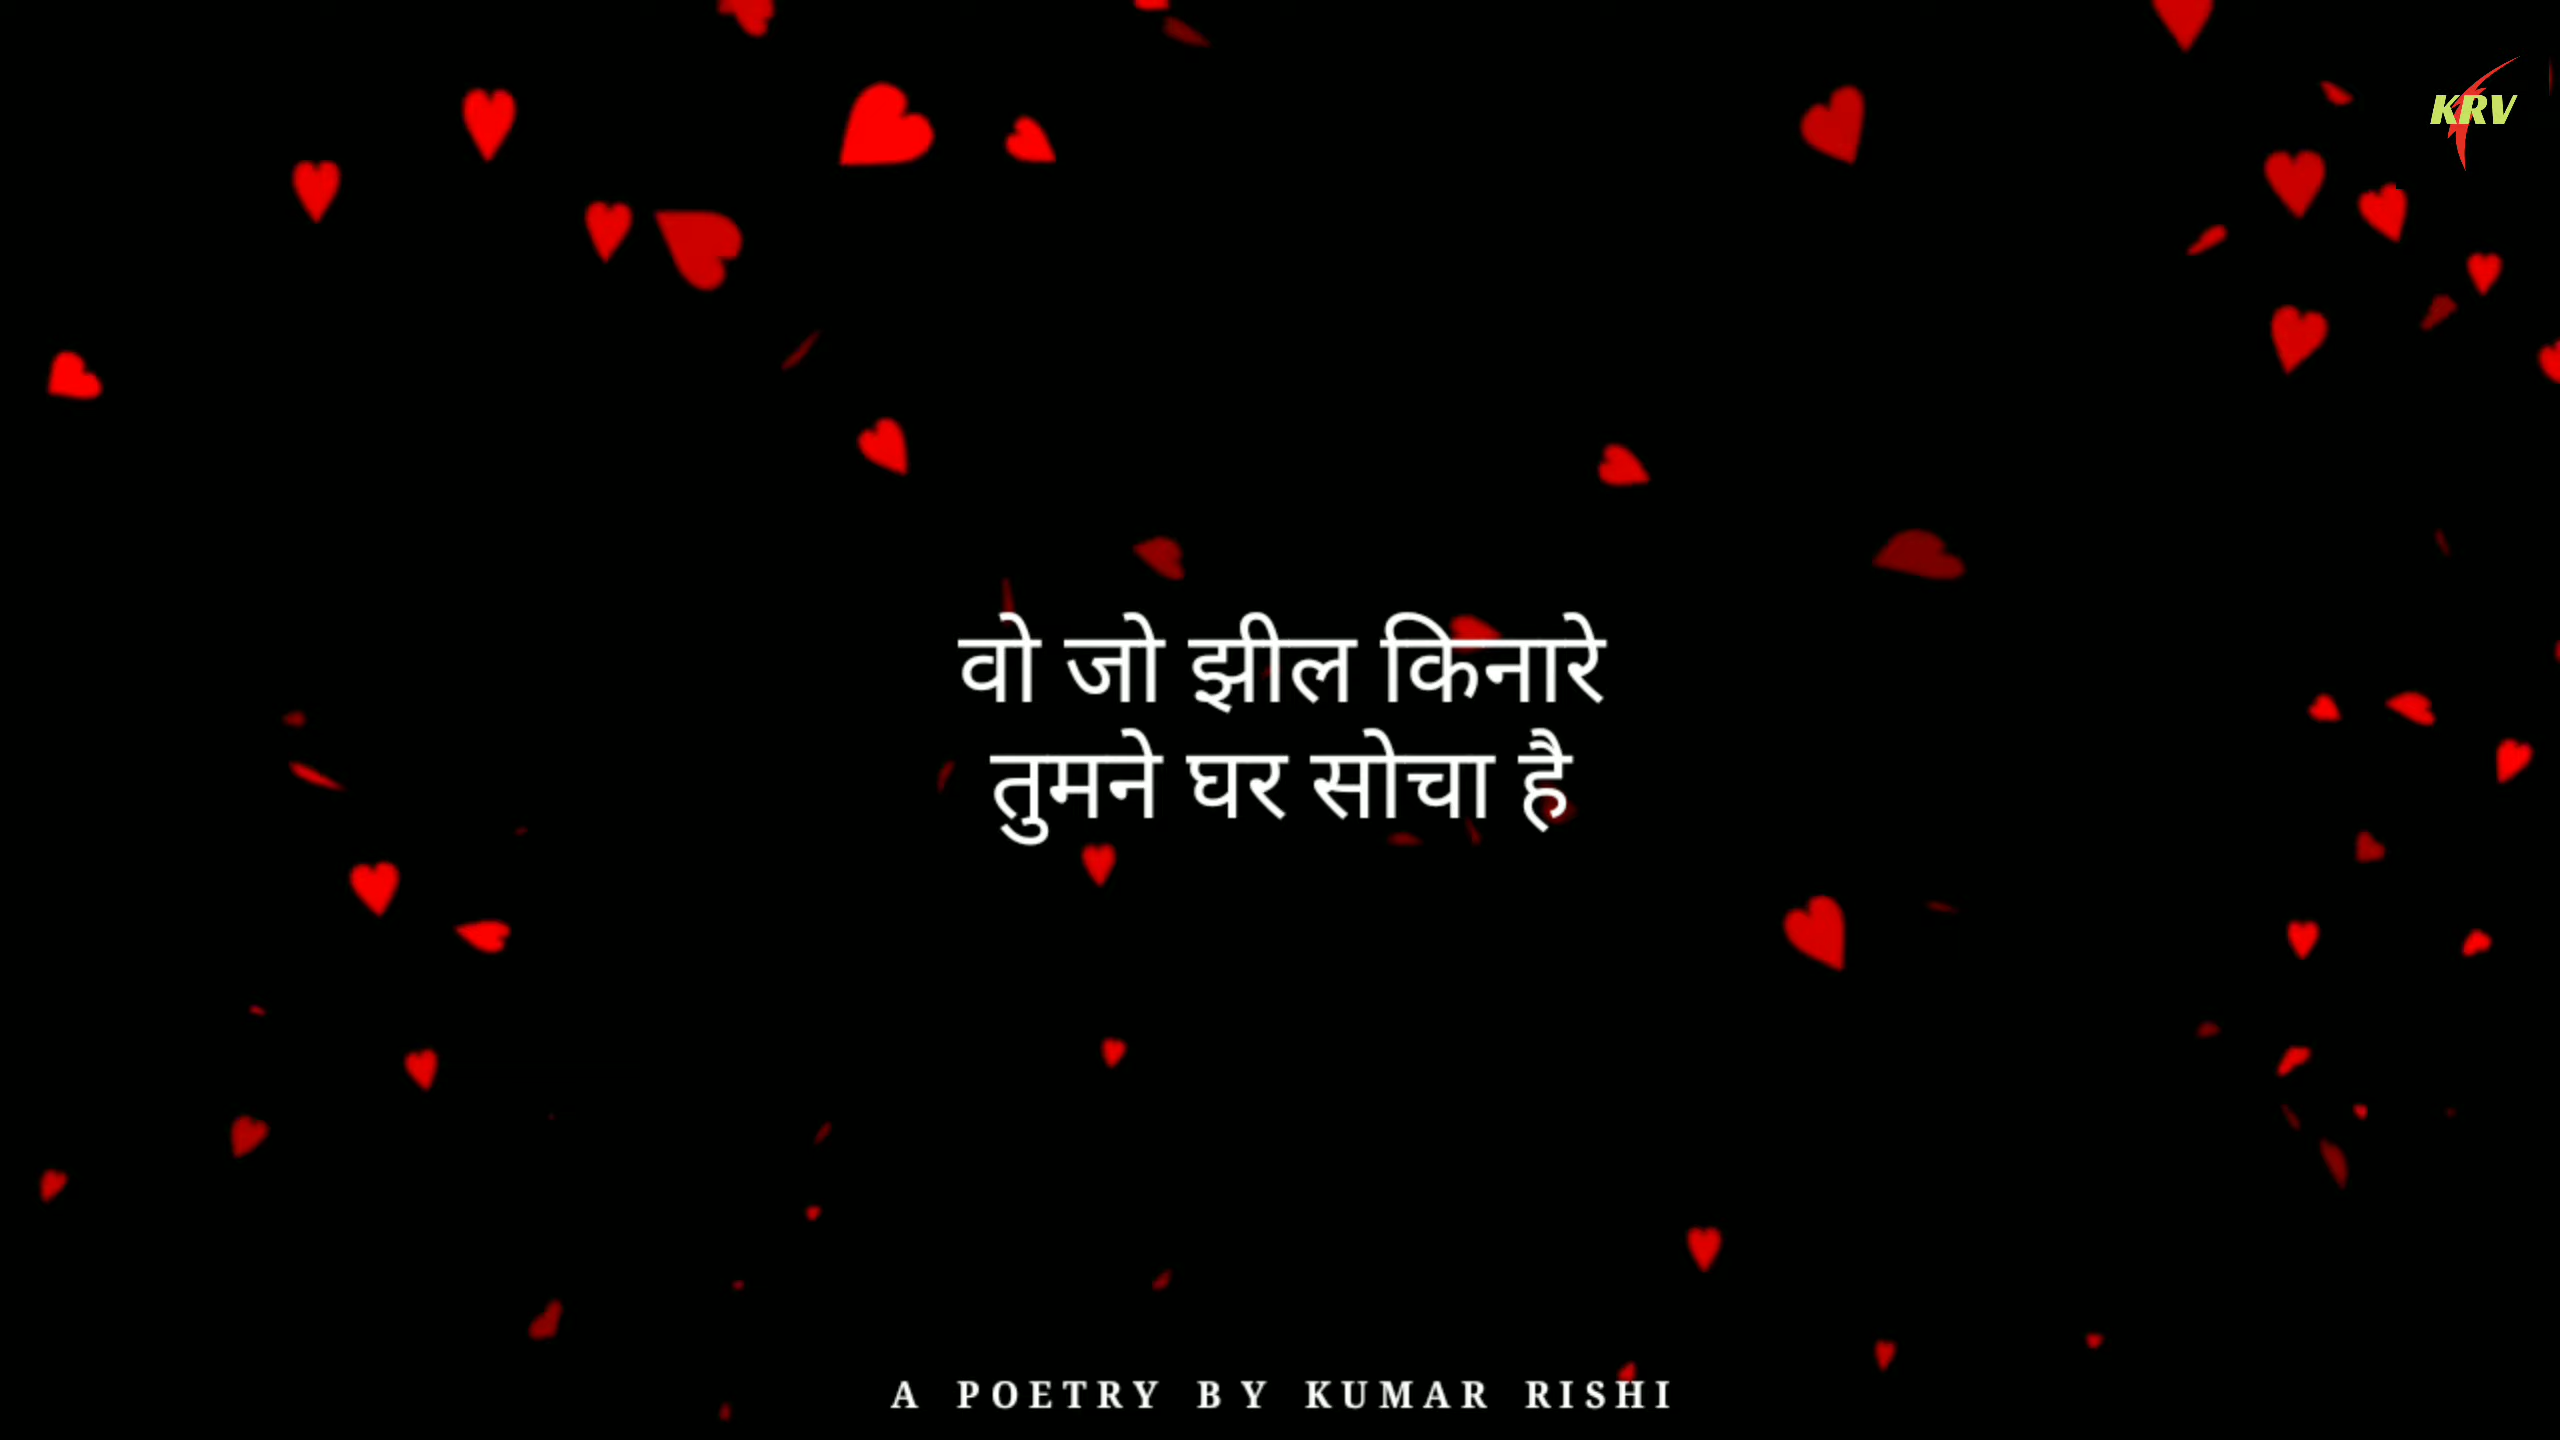 KRV
वो जो झील किनारे
तुमने घर सोचा है
A POETRY BY KUMAR RISHI